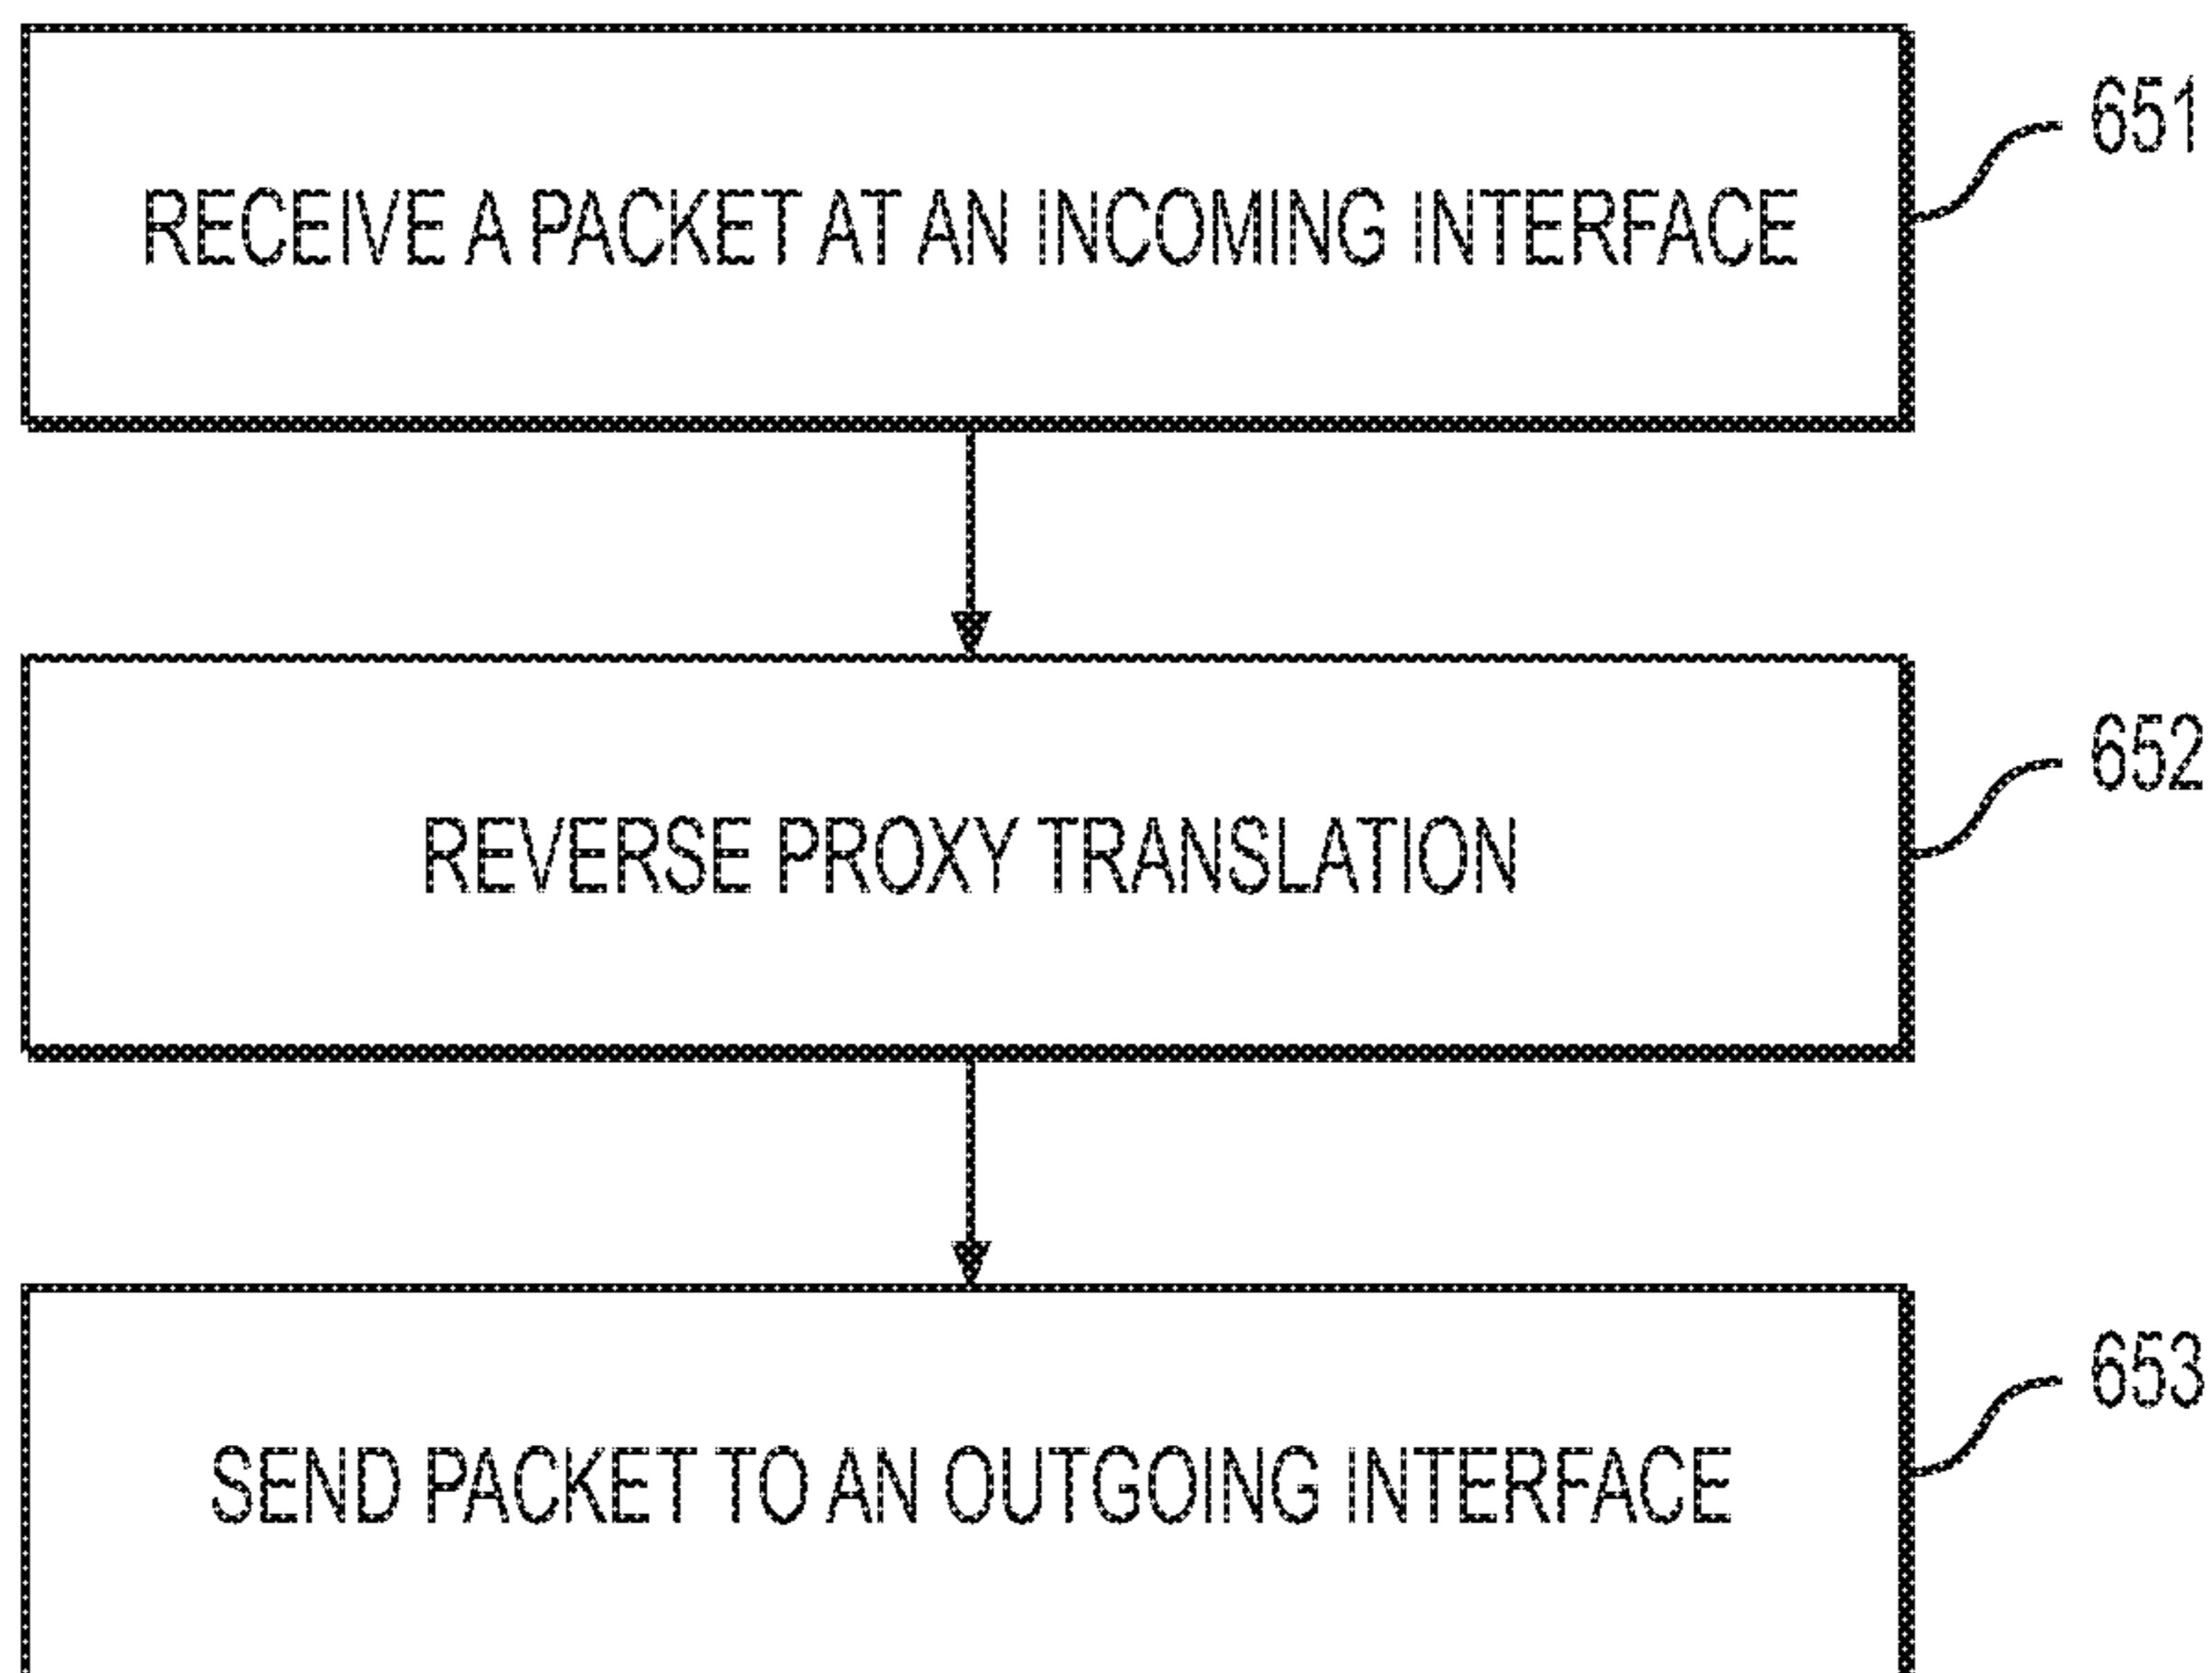 RECEIVE A PACKET AT AN INCOMING INTERFACE
651
REVERSE PROXY TRANSLATION
652
SEND PACKET TO AN OUTGOING INTERFACE
653